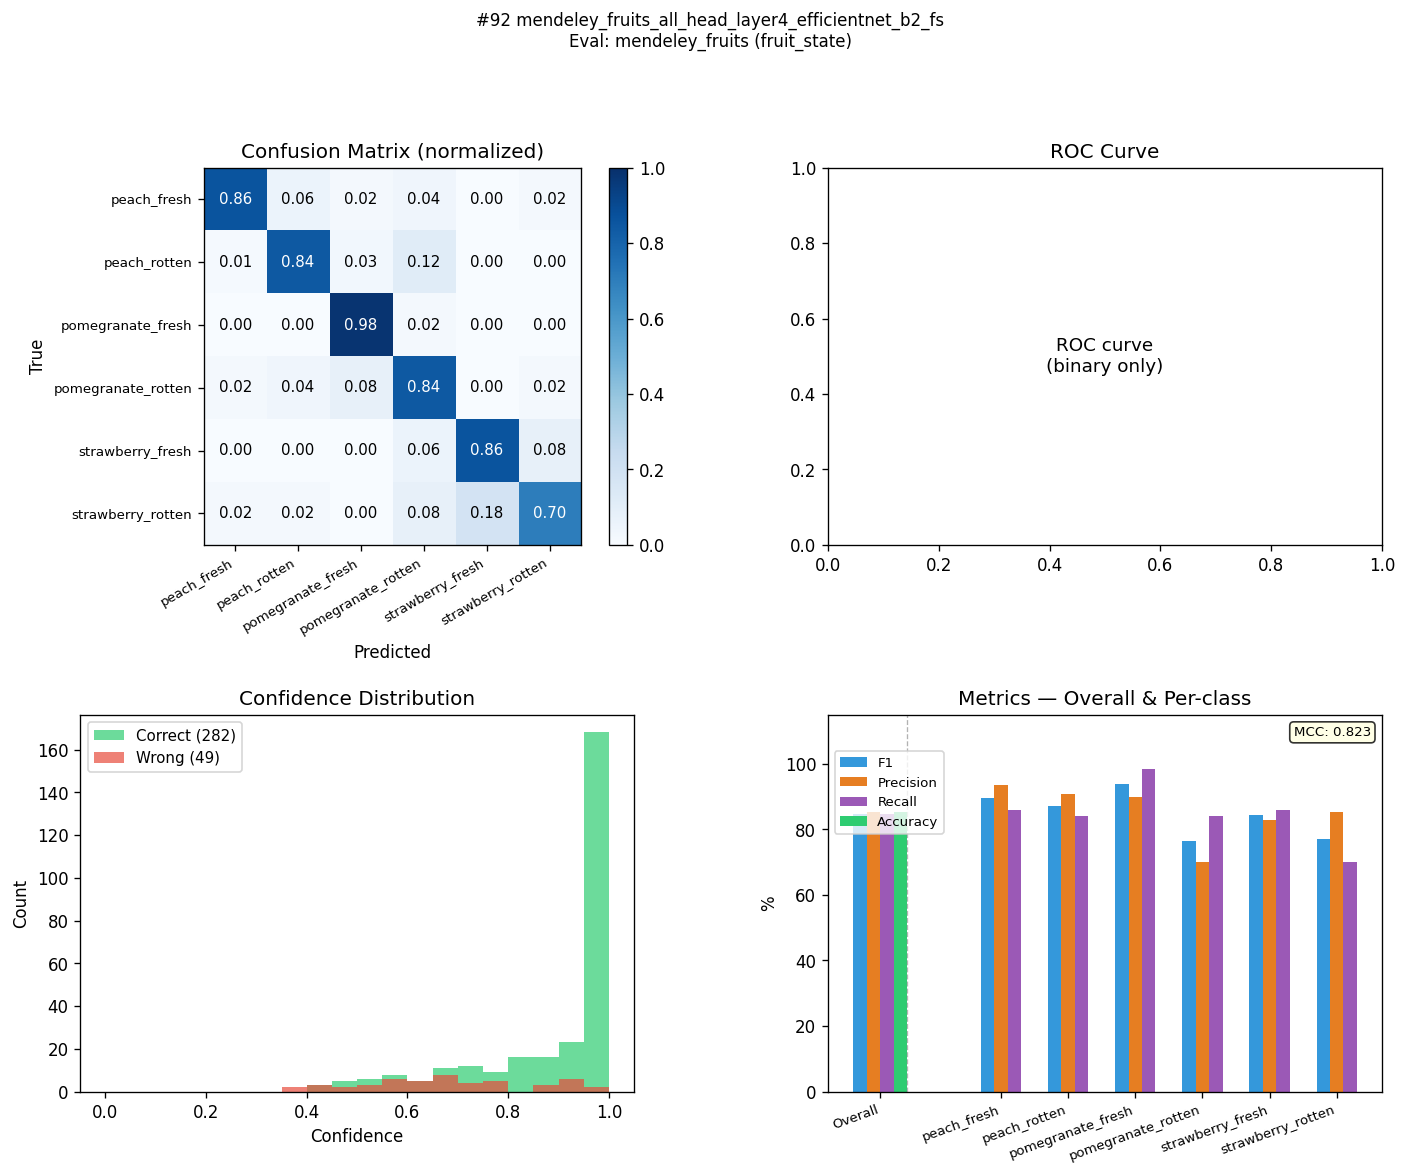 #92 mendeley_fruits_all_head_layer4_efficientnet_b2_fs
Eval: mendeley_fruits (fruit_state)
Confusion Matrix (normalized)
True
peach_fresh 0.86 0.06 0.02 0.04 0.00 0.02
peach_rotten 0.01 0.84 0.03 0.12 0.00 0.00
pomegranate_fresh 0.00 0.00 0.98 0.02 0.00 0.00
pomegranate_rotten 0.02 0.04 0.08 0.84 0.00 0.02
strawberry_fresh 0.00 0.00 0.00 0.06 0.86 0.08
strawberry_rotten 0.02 0.02 0.00 0.08 0.18 0.70
peach_fresh peach_rotten pomegranate_fresh pomegranate_rotten strawberry_fresh strawberry_rotten
Predicted
1.0
0.8
0.6
0.4
0.2
0.0
ROC Curve
1.0
0.8
0.6
0.4
0.2
0.0
ROC curve
(binary only)
0.0 0.2 0.4 0.6 0.8 1.0
Confidence Distribution
Correct (282)
Wrong (49)
Count
160
140
120
100
80
60
40
20
0
0.0 0.2 0.4 0.6 0.8 1.0
Confidence
Metrics — Overall & Per-class
MCC: 0.823
F1
Precision
Recall
Accuracy
%
100
80
60
40
20
0
Overall peach_fresh peach_rotten pomegranate_fresh pomegranate_rotten strawberry_fresh strawberry_rotten